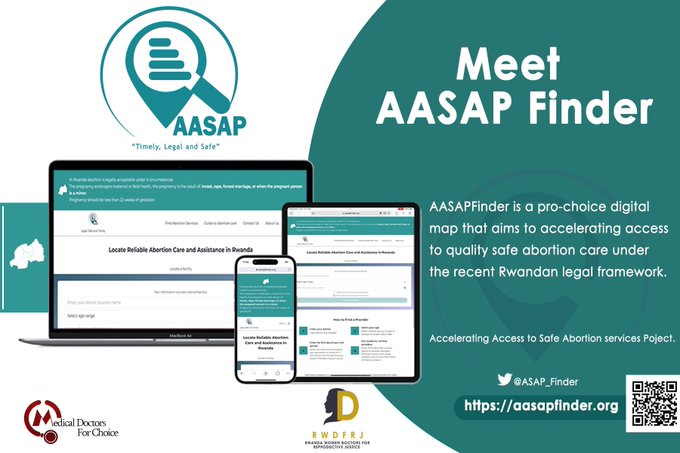 AASAP
"Timely, Legal and Safe"
Meet
AASAP Finder
AASAPFinder is a pro-choice digital
map that aims to accelerating access
to quality safe abortion care under
the recent Rwandan legal framework.
Accelerating Access to Safe Abortion services Poject.
@ASAP_Finder
https://aasapfinder.org
In Rwanda abortion is legally acceptable under 5 circumstances:
The pregnancy endangers maternal or fetal health, the pregnancy is the result of: incest, rape, forced marriage, or when the pregnant person
is a minor.
Pregnancy should be less than 22 weeks of gestation
Find Abortion Services
Guide to abortion care
Contact Us
About Us
Locate Reliable Abortion Care and Assistance in Rwanda
Locate a facility
Your information is private and confidential.
Enter your district location name
Select age range:
MacBook Air
Locate Reliable Abortion Care and Assistance in Rwanda
How to Find a Provider
Locate Reliable Abortion
Care and Assistance in
Rwanda
Medical Doctors
For Choice
RWDFRJ
RWANDA WOMEN DOCTORS FOR
REPRODUCTIVE JUSTICE